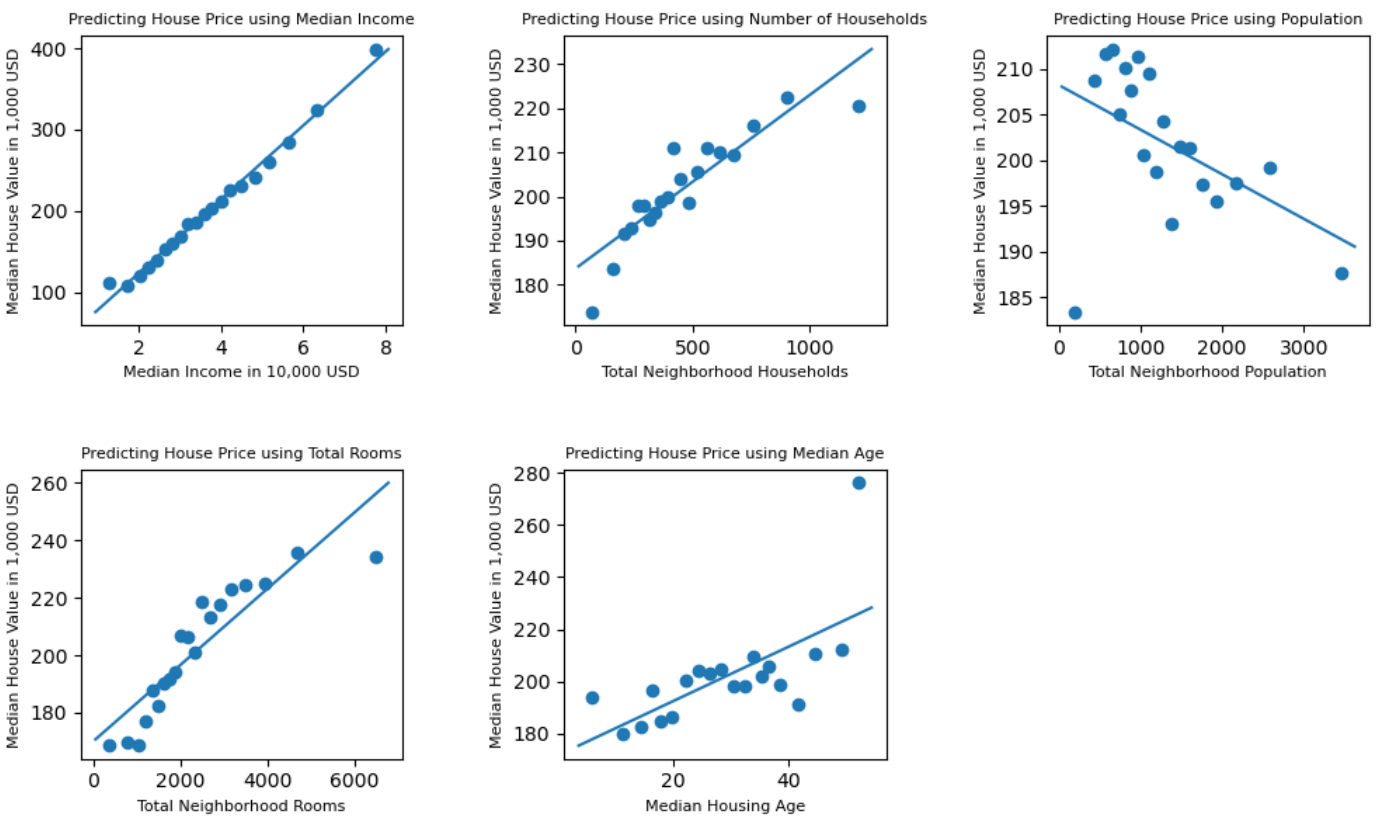 Predicting House Price using Median Income
Median House Value in 1,000 USD
400
300
200
100
2 4 6 8
Median Income in 10,000 USD
Predicting House Price using Number of Households
Median House Value in 1,000 USD
230
220
210
200
190
180
0 500 1000
Total Neighborhood Households
Predicting House Price using Population
Median House Value in 1,000 USD
210
205
200
195
190
185
0 1000 2000 3000
Total Neighborhood Population
Predicting House Price using Total Rooms
Median House Value in 1,000 USD
260
240
220
200
180
0 2000 4000 6000
Total Neighborhood Rooms
Predicting House Price using Median Age
Median House Value in 1,000 USD
280
260
240
220
200
180
20 40
Median Housing Age